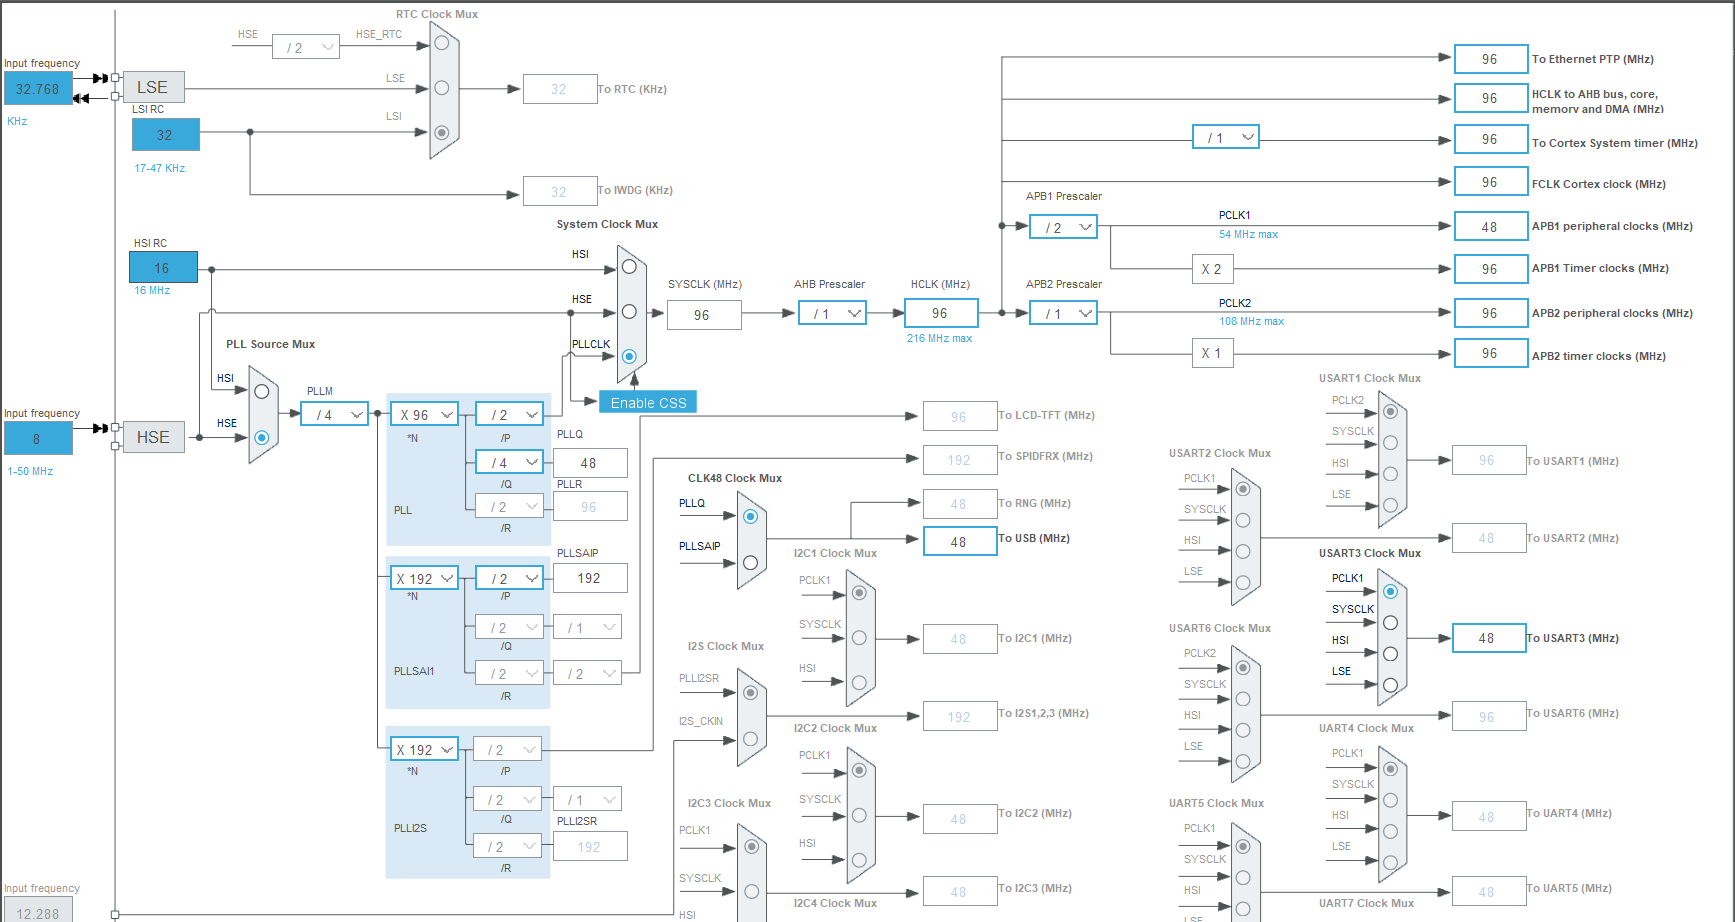 RTC Clock Mux
HSE
/ 2
HSE_RTC
Input frequency
32.768
KHz
LSE
LSE
32
To RTC (KHz)
LSI RC
32
17-47 KHz
LSI
32
To IWDG (KHz)
System Clock Mux
HSI RC
16
16 MHz
HSI
HSE
PLLCLK
Enable CSS
SYSCLK (MHz)
96
AHB Prescaler
/ 1
HCLK (MHz)
96
216 MHz max
96
To Ethernet PTP (MHz)
96
HCLK to AHB bus, core,
memory and DMA (MHz)
/ 1
96
To Cortex System timer (MHz)
96
FCLK Cortex clock (MHz)
APB1 Prescaler
/ 2
PCLK1
54 MHz max
48
APB1 peripheral clocks (MHz)
X 2
96
APB1 Timer clocks (MHz)
APB2 Prescaler
/ 1
PCLK2
108 MHz max
96
APB2 peripheral clocks (MHz)
X 1
96
APB2 timer clocks (MHz)
PLL Source Mux
HSI
HSE
Input frequency
8
1-50 MHz
HSE
PLLM
/ 4
X 96
*N
/ 2
/P
PLLQ
/ 4
48
/Q
PLLR
/ 2
96
/R
PLL
PLLSAIP
X 192
*N
/ 2
192
/P
/ 2
/ 1
/Q
/ 2
/ 2
/R
PLLSAI1
X 192
*N
/ 2
/P
/ 2
/ 1
/Q
PLLI2SR
/ 2
192
/R
PLLI2S
96
To LCD-TFT (MHz)
192
To SPIDFRX (MHz)
CLK48 Clock Mux
PLLQ
PLLSAIP
48
To RNG (MHz)
48
To USB (MHz)
I2C1 Clock Mux
PCLK1
SYSCLK
HSI
48
To I2C1 (MHz)
I2S Clock Mux
PLLI2SR
I2S_CKIN
192
To I2S1,2,3 (MHz)
I2C2 Clock Mux
PCLK1
SYSCLK
HSI
48
To I2C2 (MHz)
I2C3 Clock Mux
PCLK1
SYSCLK
HSI
48
To I2C3 (MHz)
I2C4 Clock Mux
USART1 Clock Mux
PCLK2
SYSCLK
HSI
LSE
96
To USART1 (MHz)
USART2 Clock Mux
PCLK1
SYSCLK
HSI
LSE
48
To USART2 (MHz)
USART3 Clock Mux
PCLK1
SYSCLK
HSI
LSE
48
To USART3 (MHz)
USART6 Clock Mux
PCLK2
SYSCLK
HSI
LSE
96
To USART6 (MHz)
UART4 Clock Mux
PCLK1
SYSCLK
HSI
LSE
48
To UART4 (MHz)
UART5 Clock Mux
PCLK1
SYSCLK
HSI
LSE
48
To UART5 (MHz)
UART7 Clock Mux
Input frequency
12.288